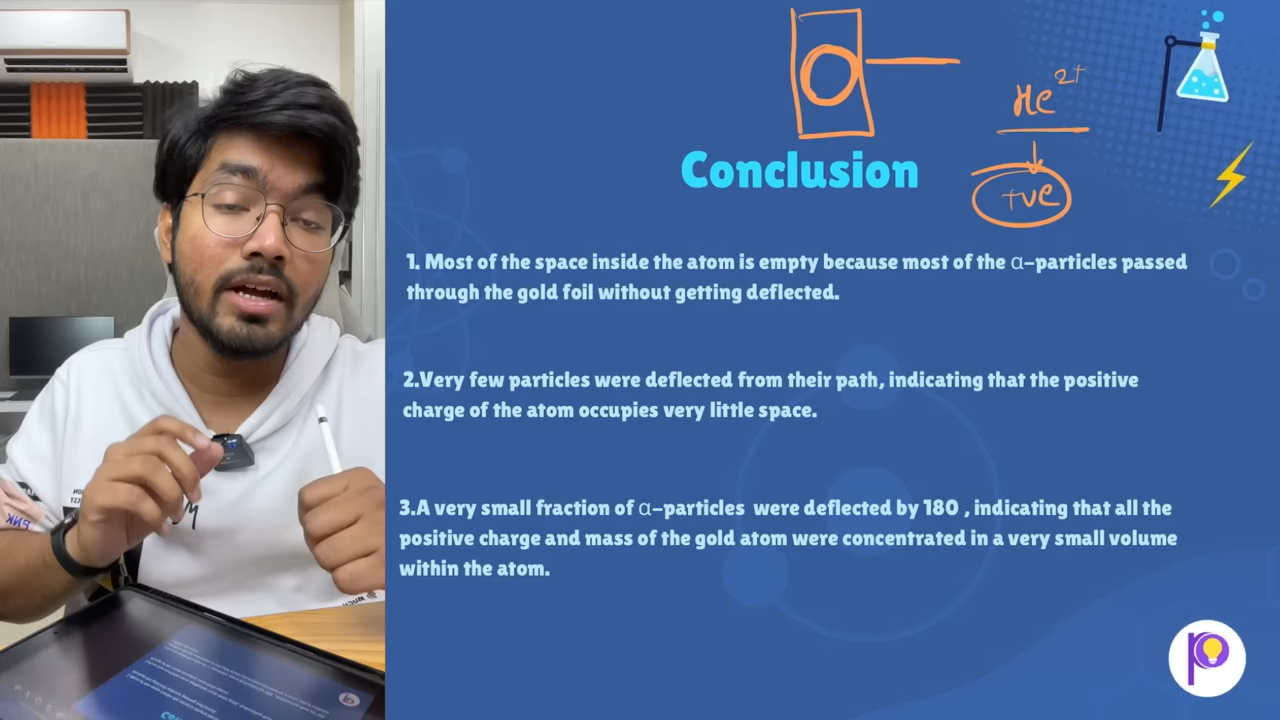 He2+
+ve
Conclusion
1. Most of the space inside the atom is empty because most of the α-particles passed
through the gold foil without getting deflected.
2.Very few particles were deflected from their path, indicating that the positive
charge of the atom occupies very little space.
3.A very small fraction of α-particles were deflected by 180 , indicating that all the
positive charge and mass of the gold atom were concentrated in a very small volume
within the atom.